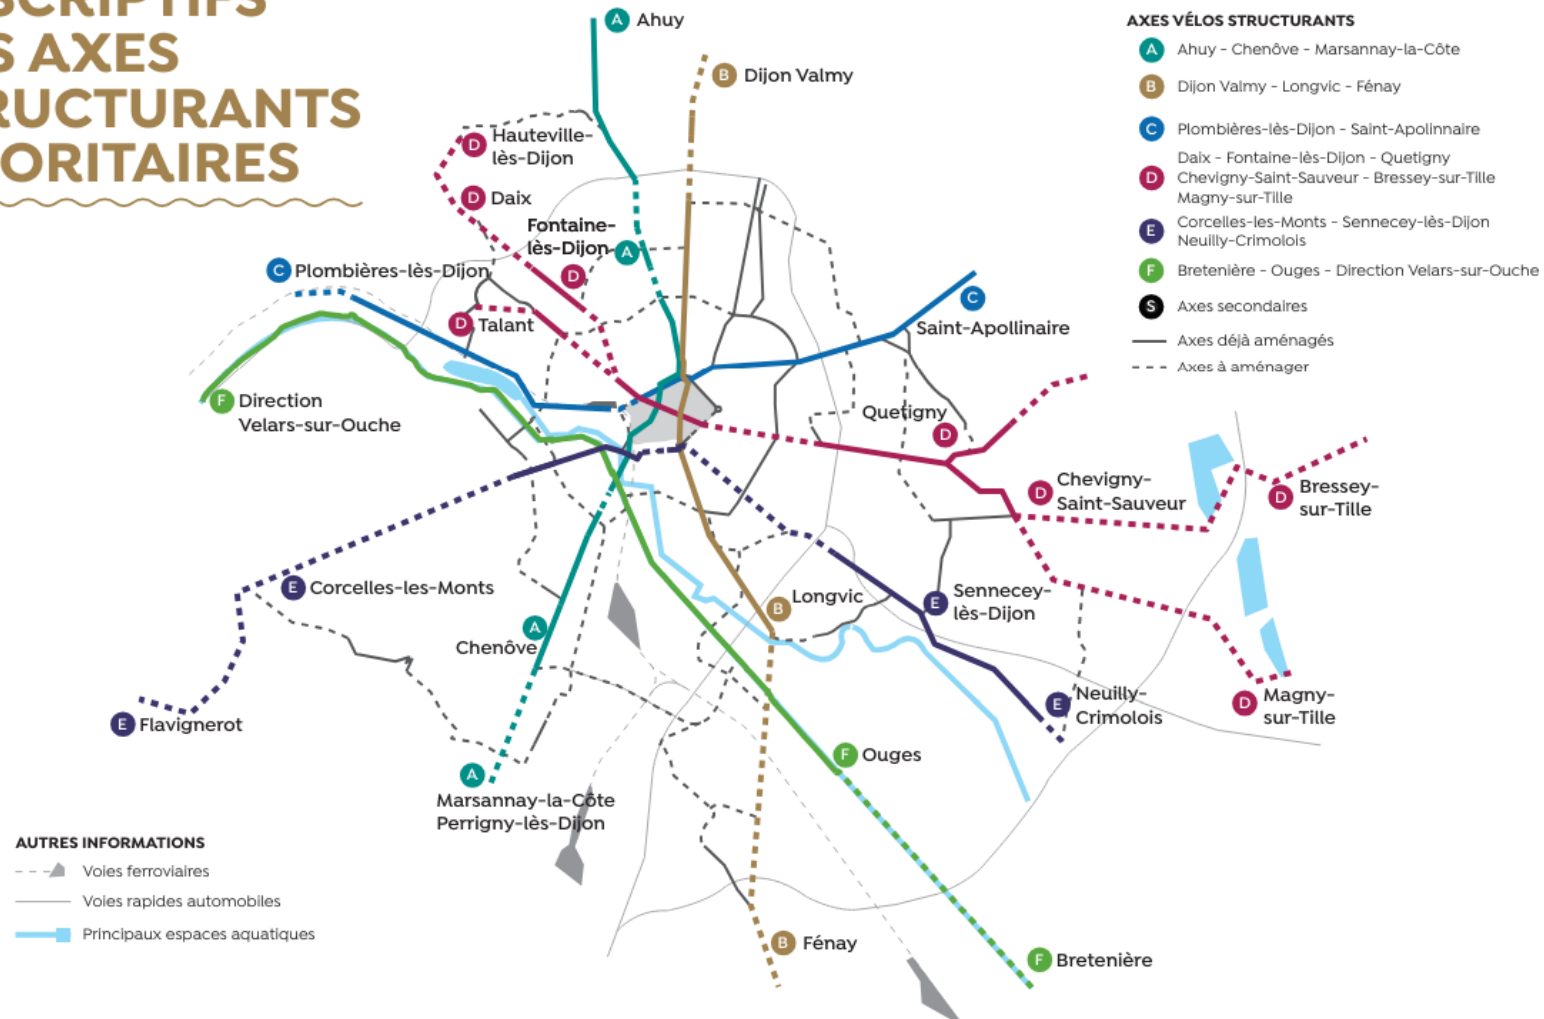 SCRIPTIFS
S AXES
RUCTURANTS
ORITAIRES
A Ahuy
B Dijon Valmy
D Hauteville-
lès-Dijon
D Daix
Fontaine-
lès-Dijon
A
D
C Plombières-lès-Dijon
D Talant
C
Saint-Apollinaire
F Direction
Velars-sur-Ouche
Quetigny
D
D Chevigny-
Saint-Sauveur
D Bressey-
sur-Tille
E Corcelles-les-Monts
B Longvic
E Sennecey-
lès-Dijon
A
Chenôve
E Flavignerot
E Neuilly-
Crimolois
D Magny-
sur-Tille
F Ouges
A
Marsannay-la-Côte
Perrigny-lès-Dijon
B Fénay
F Bretenière
AXES VÉLOS STRUCTURANTS
A Ahuy - Chenôve - Marsannay-la-Côte
B Dijon Valmy - Longvic - Fénay
C Plombières-lès-Dijon - Saint-Apolinnaire
Daix - Fontaine-lès-Dijon - Quetigny
D Chevigny-Saint-Sauveur - Bressey-sur-Tille
Magny-sur-Tille
E Corcelles-les-Monts - Sennecey-lès-Dijon
Neuilly-Crimolois
F Bretenière - Ouges - Direction Velars-sur-Ouche
S Axes secondaires
Axes déjà aménagés
Axes à aménager
AUTRES INFORMATIONS
Voies ferroviaires
Voies rapides automobiles
Principaux espaces aquatiques